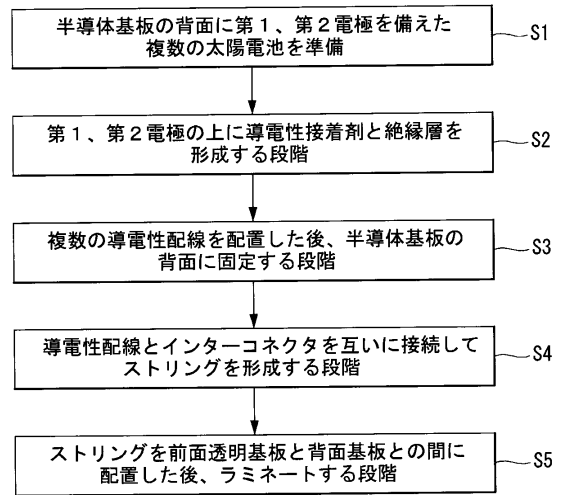 半導体基板の背面に第1、第2電極を備えた
複数の太陽電池を準備
S1
第1、第2電極の上に導電性接着剤と絶縁層を
形成する段階
S2
複数の導電性配線を配置した後、半導体基板の
背面に固定する段階
S3
導電性配線とインターコネクタを互いに接続して
ストリングを形成する段階
S4
ストリングを前面透明基板と背面基板との間に
配置した後、ラミネートする段階
S5